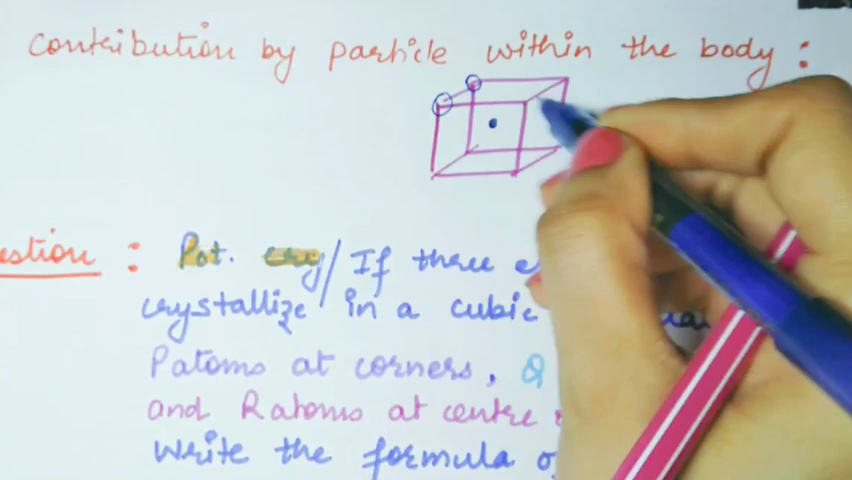 Contribution by particle within the body :
estion : Pot. cry/ If three e
crystallize in a cubic
P atoms at corners, Q
and R atoms at centre
Write the formula o